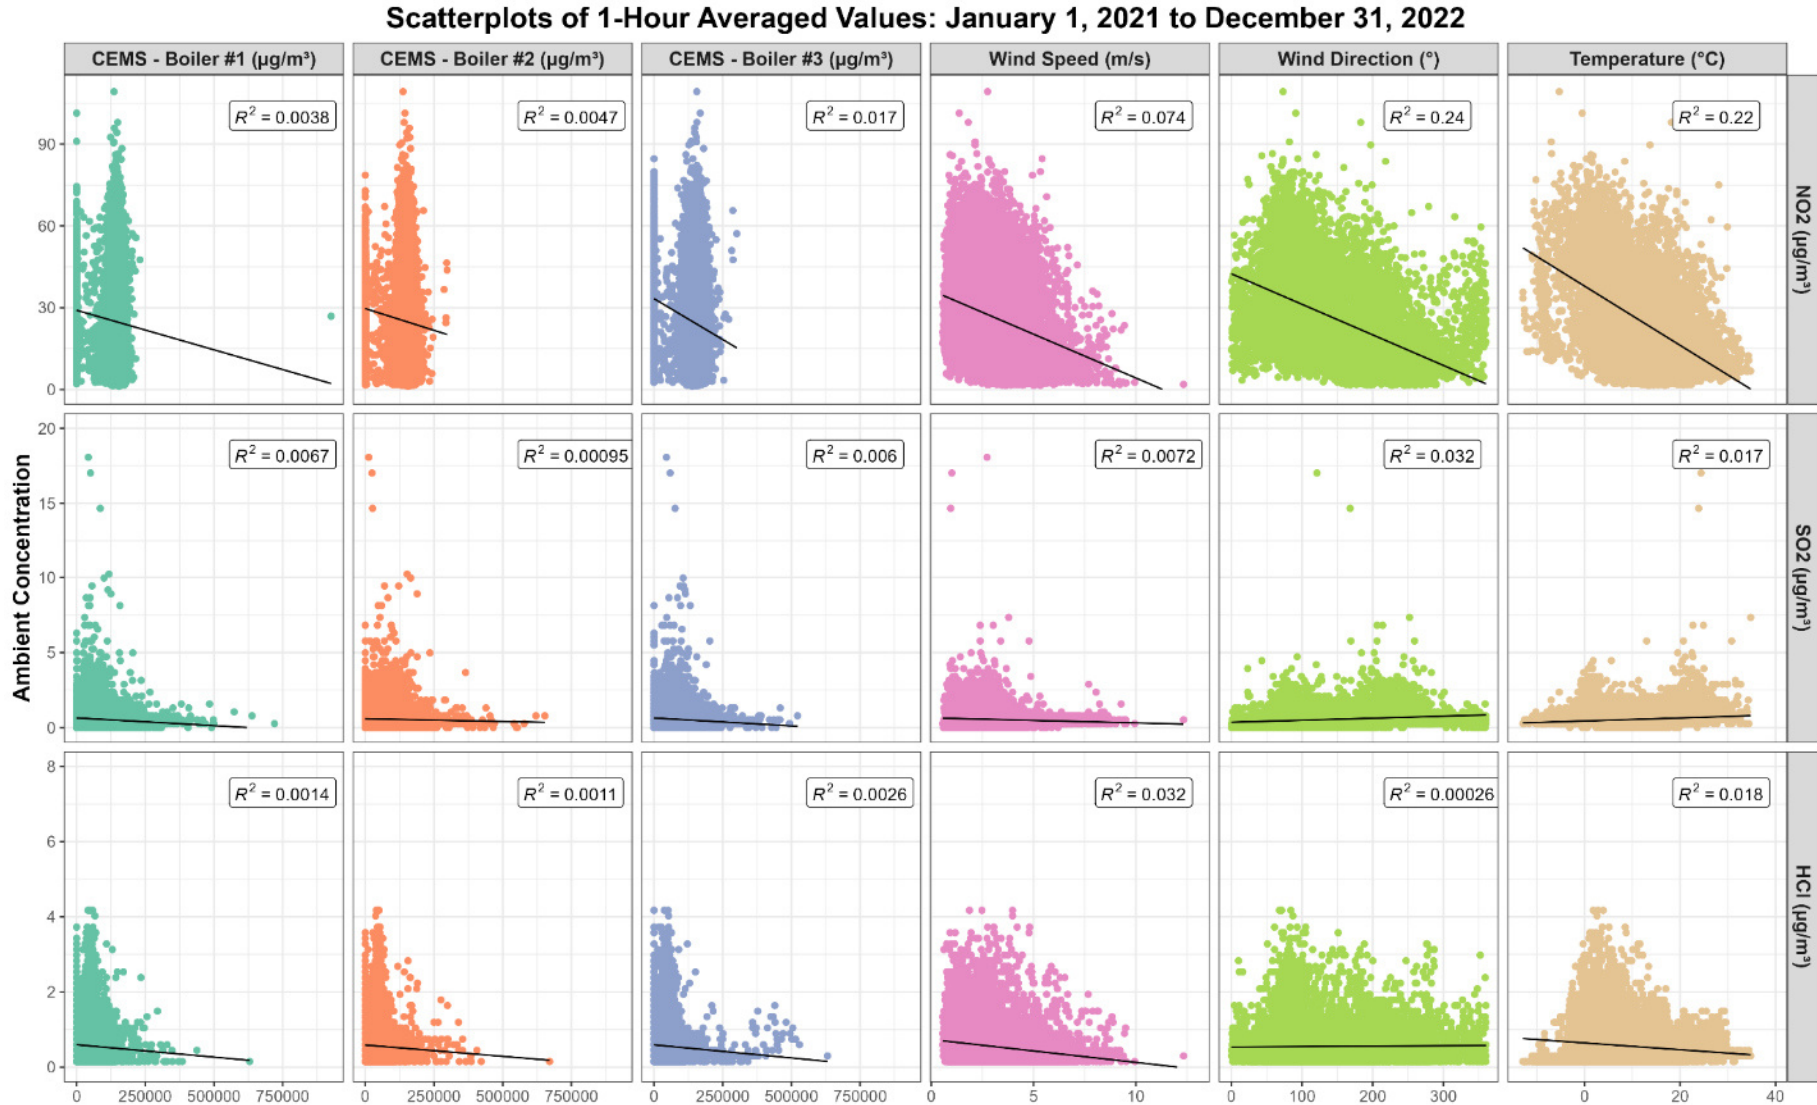 Scatterplots of 1-Hour Averaged Values: January 1, 2021 to December 31, 2022
CEMS - Boiler #1 (µg/m³) CEMS - Boiler #2 (µg/m³) CEMS - Boiler #3 (µg/m³) Wind Speed (m/s) Wind Direction (°) Temperature (°C)
R² = 0.0038 R² = 0.0047 R² = 0.017 R² = 0.074 R² = 0.24 R² = 0.22
90
60
30
0
NO2 (µg/m³)
Ambient Concentration
R² = 0.0067 R² = 0.00095 R² = 0.006 R² = 0.0072 R² = 0.032 R² = 0.017
20
15
10
5
0
SO2 (µg/m³)
R² = 0.0014 R² = 0.0011 R² = 0.0026 R² = 0.032 R² = 0.00026 R² = 0.018
8
6
4
2
0
HCl (µg/m³)
0 250000 500000 750000 0 250000 500000 750000 0 250000 500000 750000 0 5 10 0 100 200 300 0 20 40